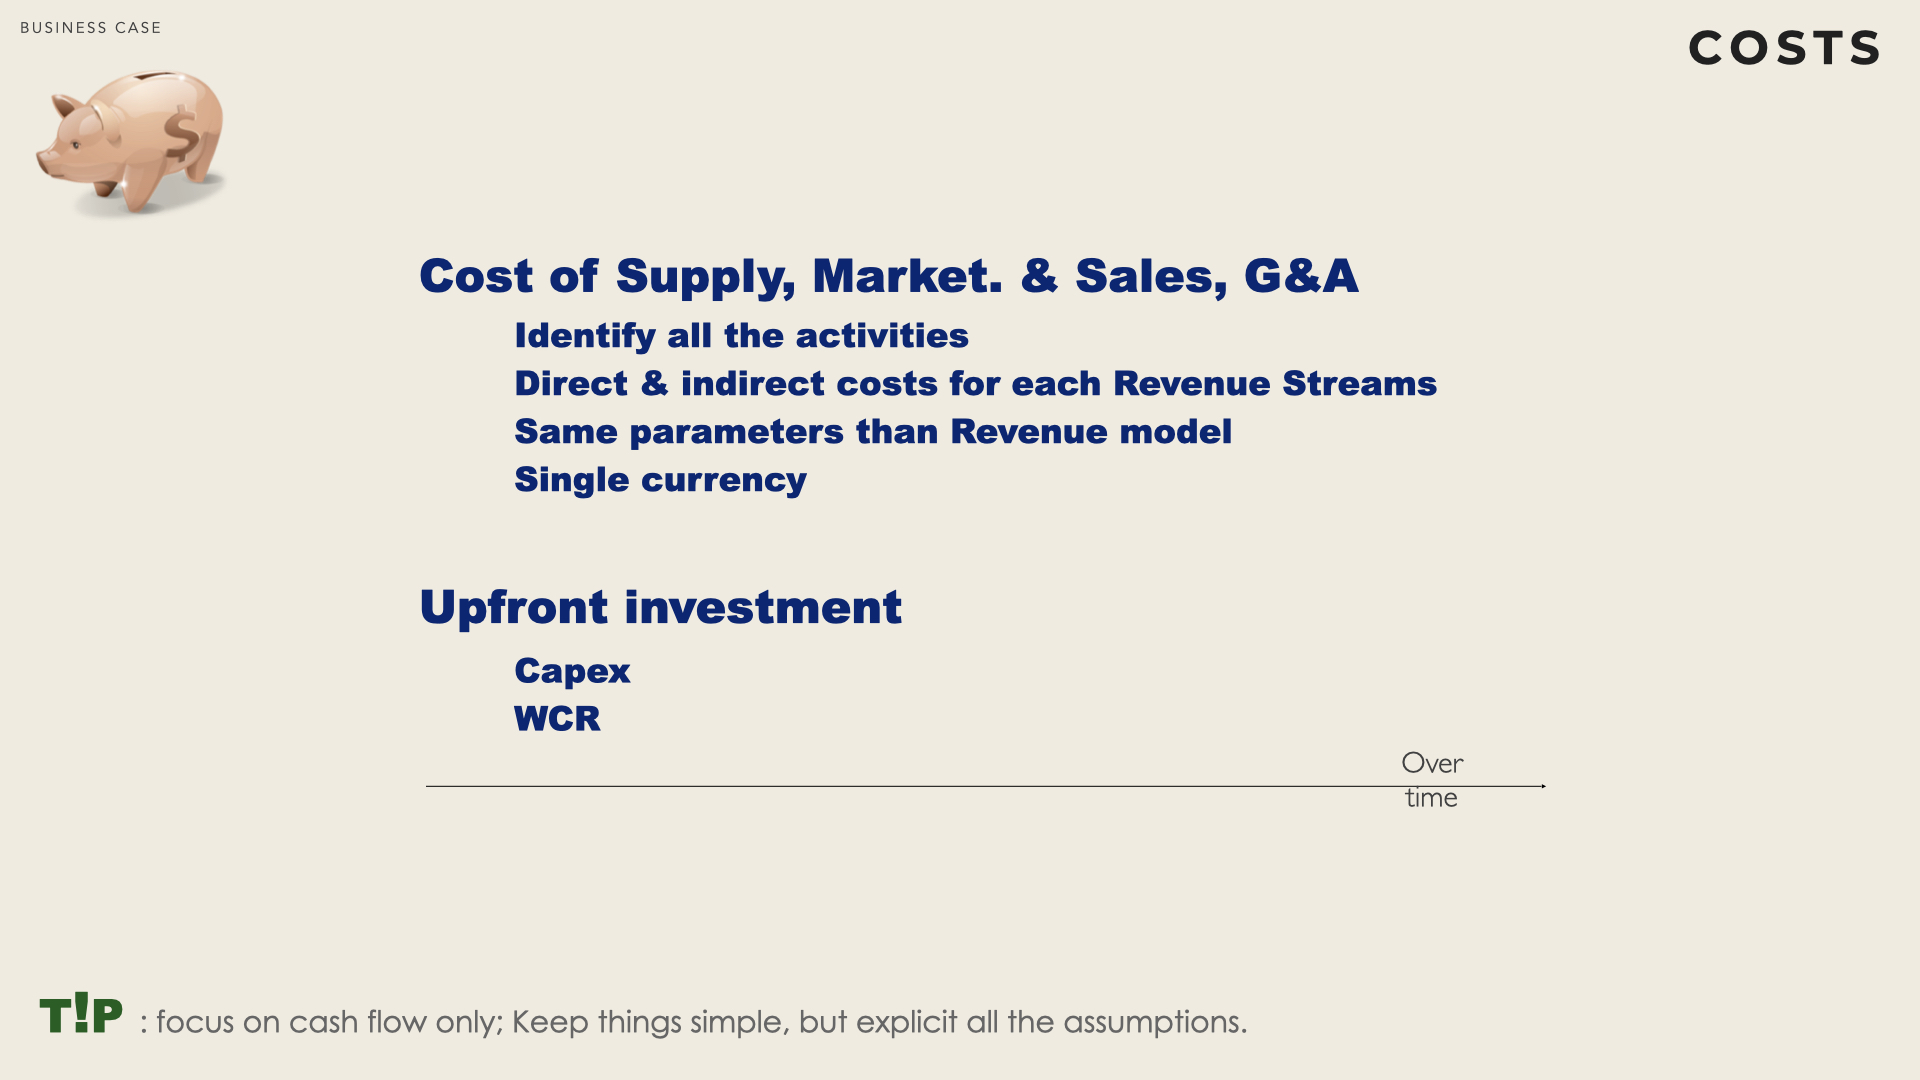 BUSINESS CASE
COSTS
$
Cost of Supply, Market. & Sales, G&A
Identify all the activities
Direct & indirect costs for each Revenue Streams
Same parameters than Revenue model
Single currency
Upfront investment
Capex
WCR
Over
time
T!P : focus on cash flow only; Keep things simple, but explicit all the assumptions.